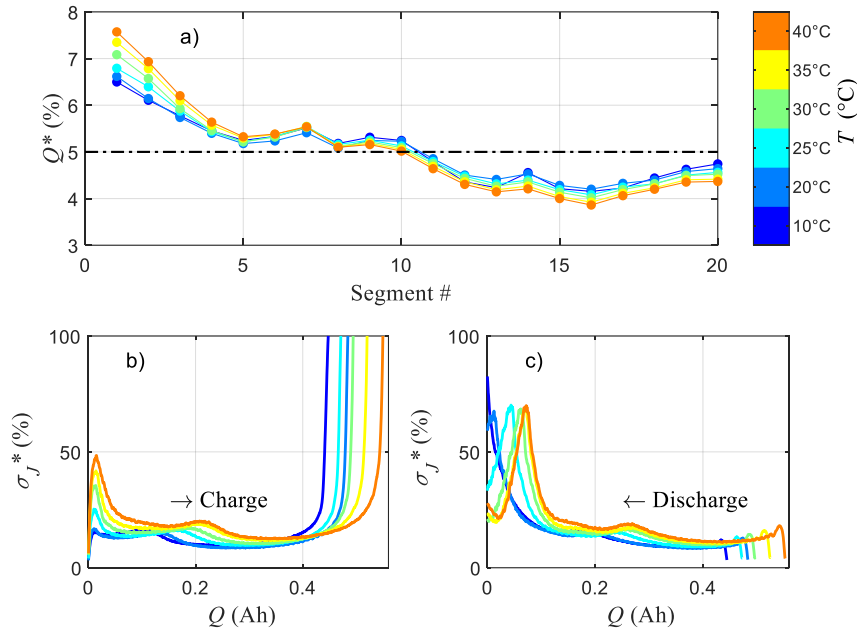 a)
8
7
6
5
4
3
Q* (%)
0 5 10 15 20
Segment #
40°C
35°C
30°C
25°C
20°C
10°C
T (°C)
b)
100
50
0
σJ* (%)
→ Charge
0 0.2 0.4
Q (Ah)
c)
100
50
0
σJ* (%)
← Discharge
0 0.2 0.4
Q (Ah)